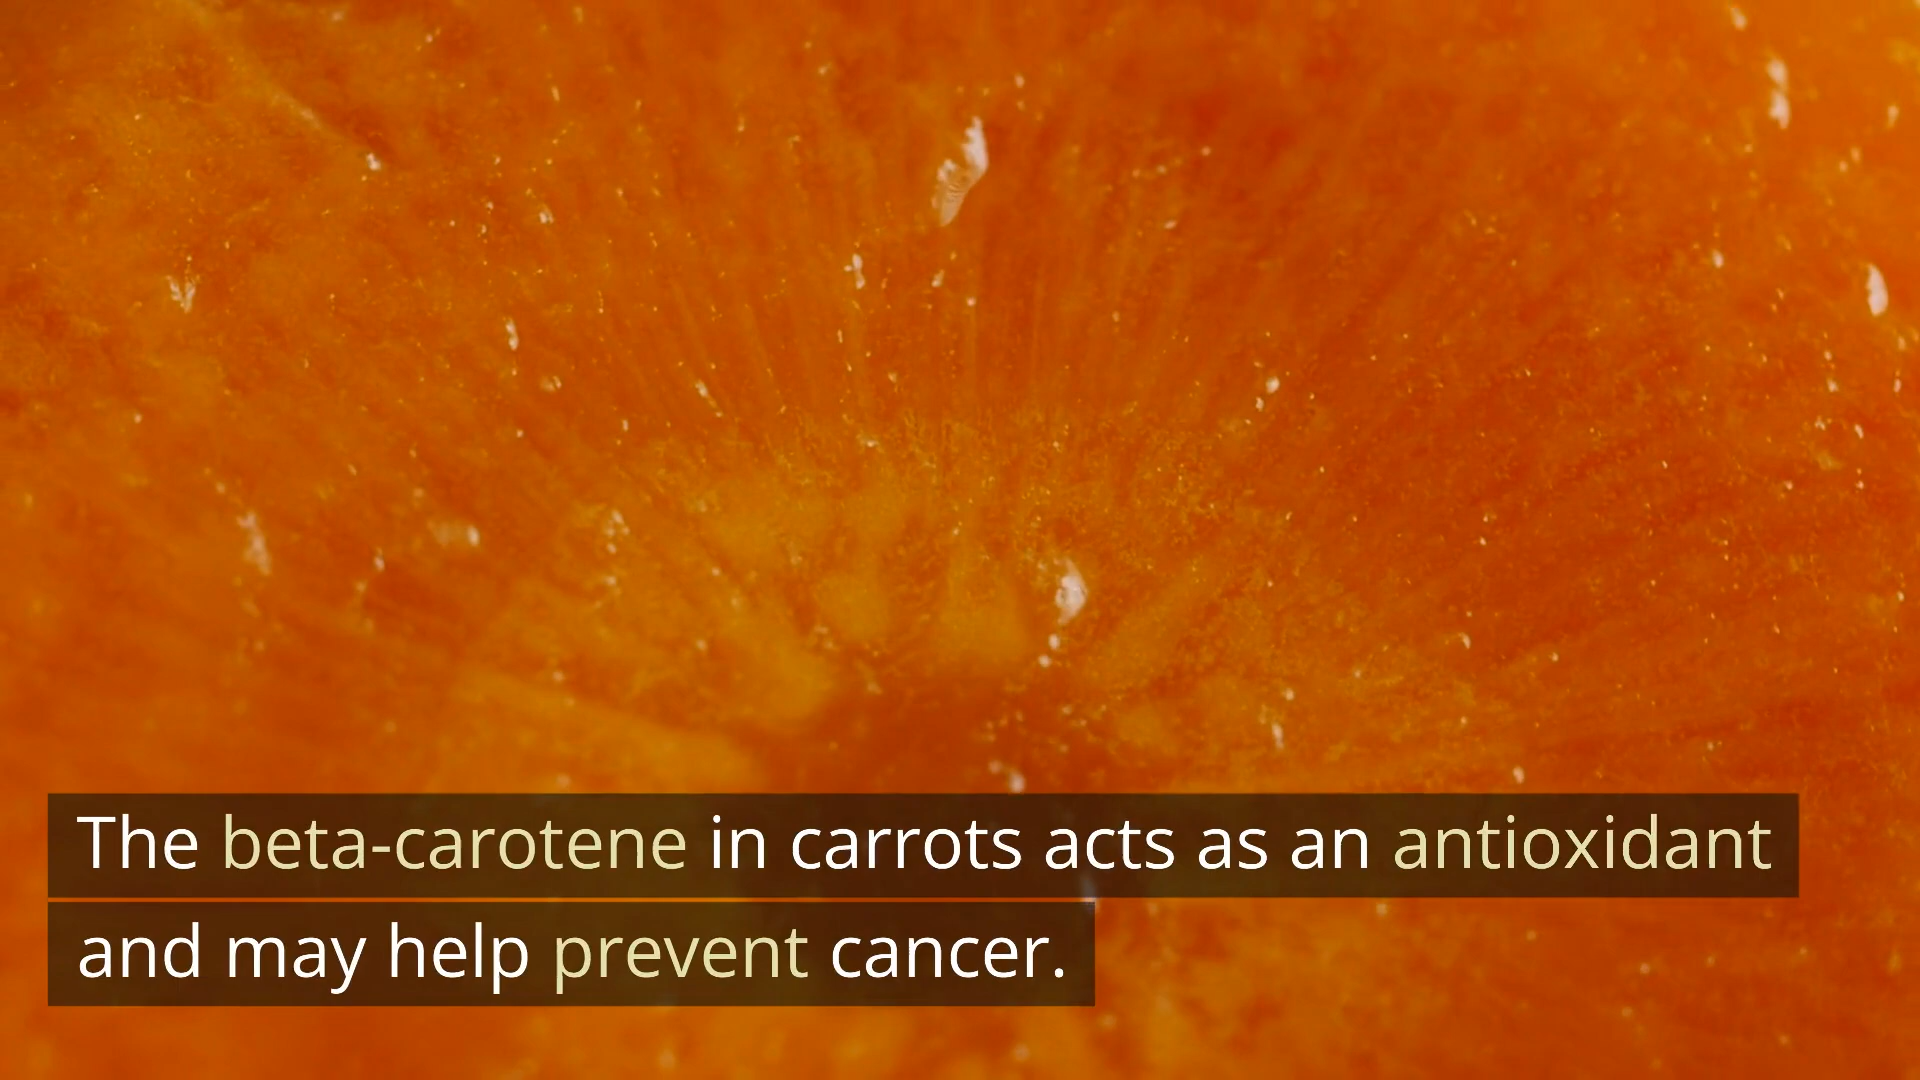 The beta-carotene in carrots acts as an antioxidant
and may help prevent cancer.